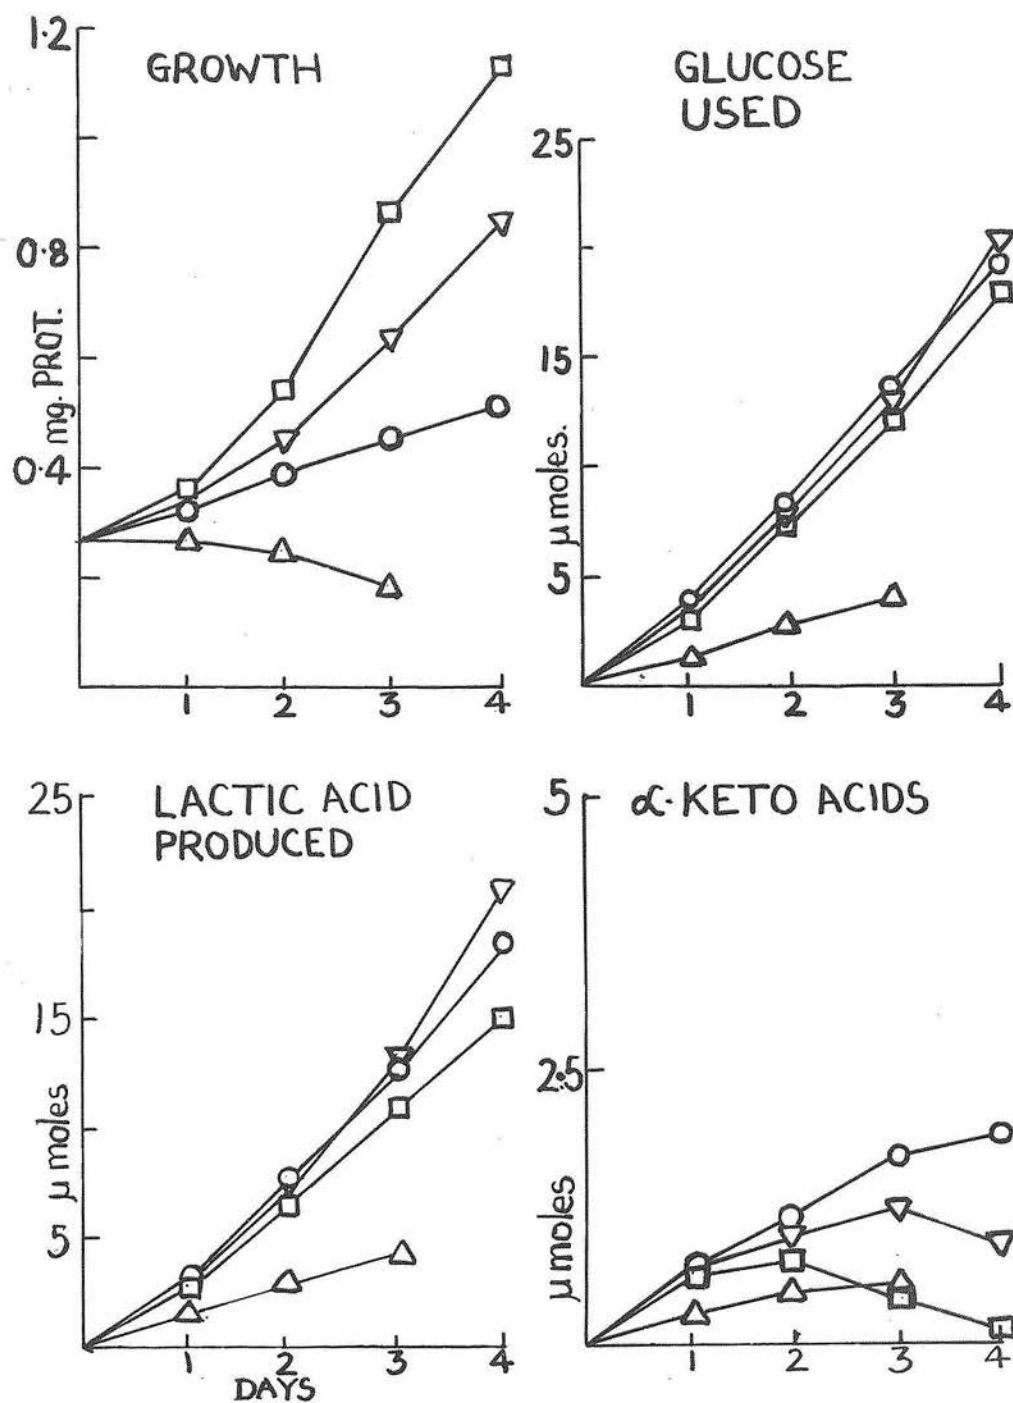 GROWTH
1·2
0·8
0·4
mg. PROT.
1 2 3 4
GLUCOSE
USED
25
15
5
μ moles.
1 2 3 4
LACTIC ACID
PRODUCED
25
15
5
μ moles
1 2 3 4
DAYS
α-KETO ACIDS
5
2·5
μmoles
1 2 3 4